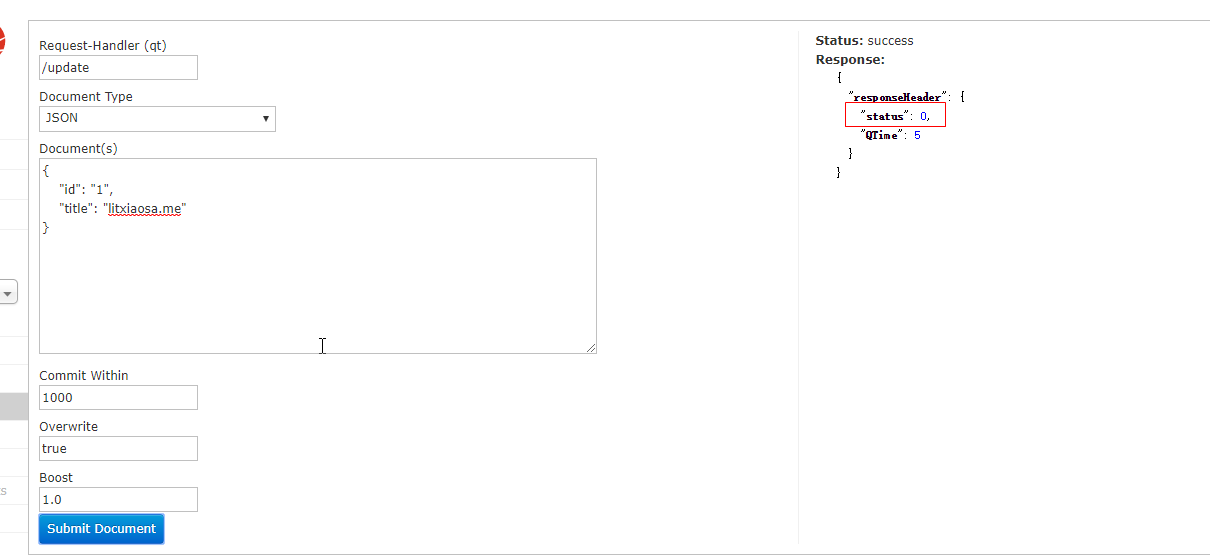 Request-Handler (qt)
/update
Document Type
JSON
Document(s)
{
"id": "1",
"title": "litxiaosa.me"
}
Commit Within
1000
Overwrite
true
Boost
1.0
Submit Document
Status: success
Response:
{
"responseHeader": {
"status": 0,
"QTime": 5
}
}